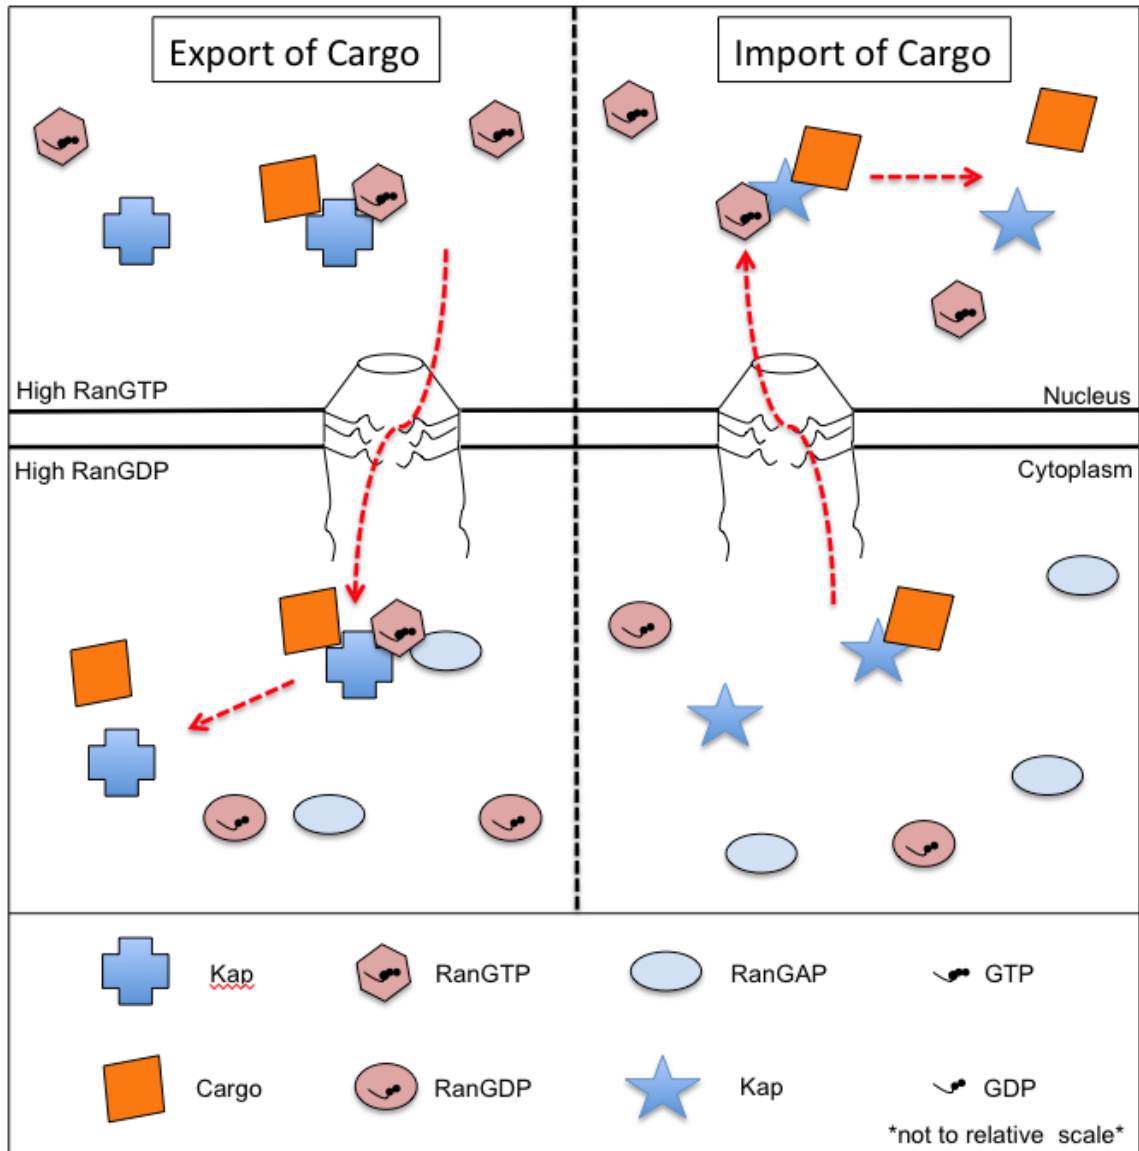 Export of Cargo
Import of Cargo
High RanGTP
Nucleus
High RanGDP
Cytoplasm
Kap
RanGTP
RanGAP
GTP
Cargo
RanGDP
Kap
GDP
*not to relative scale*